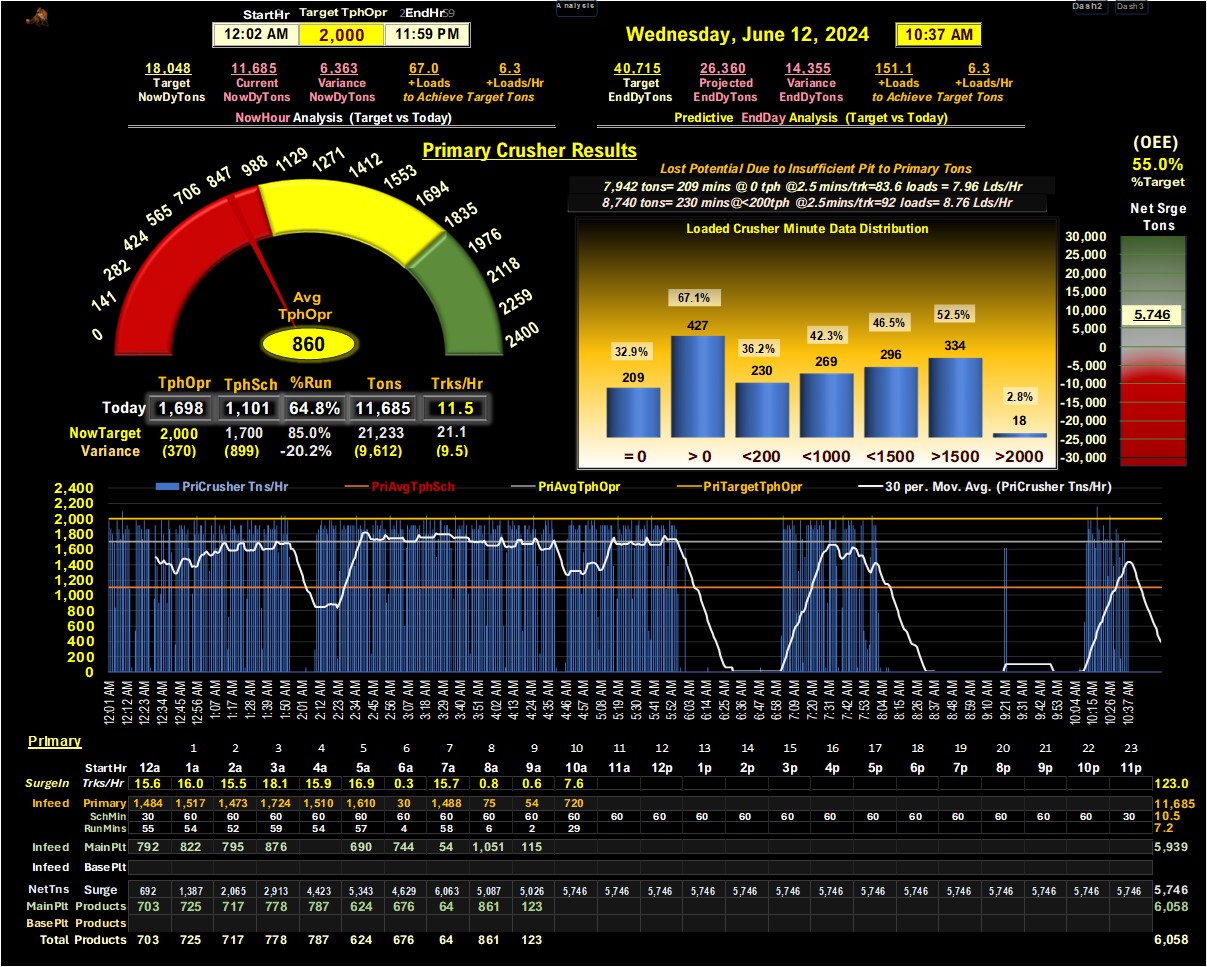 StartHr Target TphOpr EndHr
12:02 AM 2,000 11:59 PM
Analysis
Wednesday, June 12, 2024 10:37 AM
Dash2 Dash3
18,048 11,685 6,363 67.0 6.3
Target Current Variance +Loads +Loads/Hr
NowDyTons NowDyTons NowDyTons to Achieve Target Tons
NowHour Analysis (Target vs Today)
40,715 26,360 14,355 151.1 6.3
Target Projected Variance +Loads +Loads/Hr
EndDyTons EndDyTons EndDyTons to Achieve Target Tons
Predictive EndDay Analysis (Target vs Today)
Primary Crusher Results
0 141 282 424 565 706 847 988 1129 1271 1412 1553 1694 1835 1976 2118 2259 2400
Avg
TphOpr
860
TphOpr TphSch %Run Tons Trks/Hr
Today 1,698 1,101 64.8% 11,685 11.5
NowTarget 2,000 1,700 85.0% 21,233 21.1
Variance (370) (899) -20.2% (9,612) (9.5)
Lost Potential Due to Insufficient Pit to Primary Tons
7,942 tons= 209 mins @ 0 tph @2.5 mins/trk=83.6 loads = 7.96 Lds/Hr
8,740 tons= 230 mins@<200tph @2.5mins/trk=92 loads= 8.76 Lds/Hr
Loaded Crusher Minute Data Distribution
32.9% 67.1% 36.2% 42.3% 46.5% 52.5% 2.8%
209 427 230 269 296 334 18
= 0 > 0 <200 <1000 <1500 >1500 >2000
(OEE)
55.0%
%Target
Net Srge
Tons
30,000
25,000
20,000
15,000
10,000
5,746
5,000
0
-5,000
-10,000
-15,000
-20,000
-25,000
-30,000
PriCrusher Tns/Hr PriAvgTphSch PriAvgTphOpr PriTargetTphOpr 30 per. Mov. Avg. (PriCrusher Tns/Hr)
2,400
2,200
2,000
1,800
1,600
1,400
1,200
1,000
800
600
400
200
0
12:01 AM 12:12 AM 12:23 AM 12:34 AM 12:45 AM 12:56 AM 1:07 AM 1:17 AM 1:28 AM 1:39 AM 1:50 AM 2:01 AM 2:12 AM 2:23 AM 2:34 AM 2:45 AM 2:56 AM 3:07 AM 3:18 AM 3:29 AM 3:40 AM 3:51 AM 4:02 AM 4:13 AM 4:24 AM 4:35 AM 4:46 AM 4:57 AM 5:08 AM 5:19 AM 5:30 AM 5:41 AM 5:52 AM 6:03 AM 6:14 AM 6:25 AM 6:36 AM 6:47 AM 6:58 AM 7:09 AM 7:20 AM 7:31 AM 7:42 AM 7:53 AM 8:04 AM 8:15 AM 8:26 AM 8:37 AM 8:48 AM 8:59 AM 9:10 AM 9:21 AM 9:31 AM 9:42 AM 9:53 AM 10:04 AM 10:15 AM 10:26 AM 10:37 AM
Primary
1 2 3 4 5 6 7 8 9 10 11 12 13 14 15 16 17 18 19 20 21 22 23
StartHr 12a 1a 2a 3a 4a 5a 6a 7a 8a 9a 10a 11a 12p 1p 2p 3p 4p 5p 6p 7p 8p 9p 10p 11p
SurgeIn Trks/Hr 15.6 16.0 15.5 18.1 15.9 16.9 0.3 15.7 0.8 0.6 7.6 123.0
Infeed Primary 1,484 1,517 1,473 1,724 1,510 1,610 30 1,488 75 54 720 11,685
SchMin 30 60 60 60 60 60 60 60 60 60 60 60 60 60 60 60 60 60 60 60 60 60 60 30 10.5
RunMins 55 54 52 59 54 57 4 58 6 2 29 7.2
Infeed MainPlt 792 822 795 876 690 744 54 1,051 115 5,939
Infeed BasePlt
NetTns Surge 692 1,387 2,065 2,913 4,423 5,343 4,629 6,063 5,087 5,026 5,746 5,746 5,746 5,746 5,746 5,746 5,746 5,746 5,746 5,746 5,746 5,746 5,746 5,746 5,746
MainPlt Products 703 725 717 778 787 624 676 64 861 123 6,058
BasePlt Products
Total Products 703 725 717 778 787 624 676 64 861 123 6,058